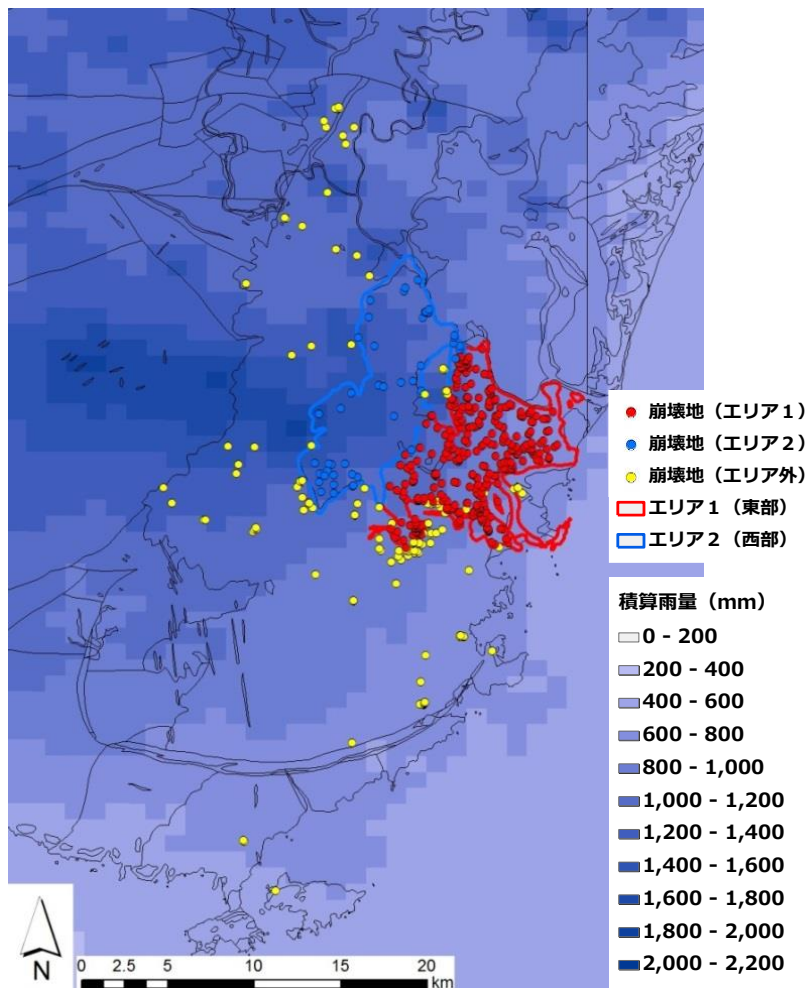 崩壊地（エリア１）
崩壊地（エリア２）
崩壊地（エリア外）
エリア１（東部）
エリア２（西部）
積算雨量（mm）
0 - 200
200 - 400
400 - 600
600 - 800
800 - 1,000
1,000 - 1,200
1,200 - 1,400
1,400 - 1,600
1,600 - 1,800
1,800 - 2,000
2,000 - 2,200
N
0 2.5 5 10 15 20
km